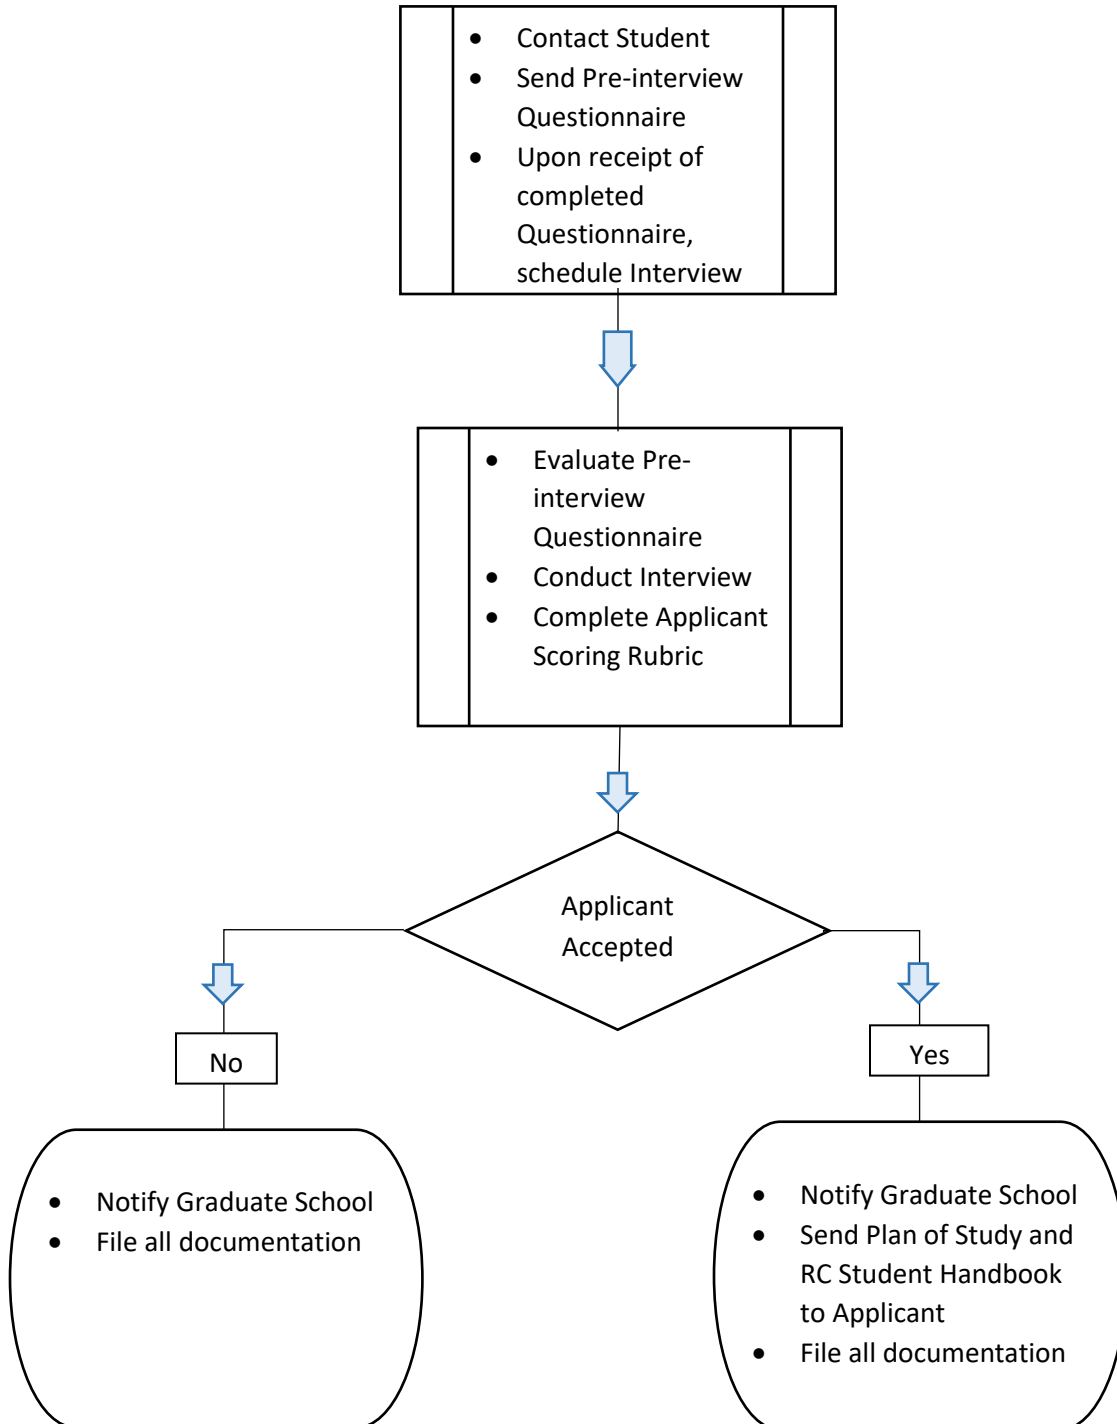 • Contact Student
• Send Pre-interview
Questionnaire
• Upon receipt of
completed
Questionnaire,
schedule Interview
• Evaluate Pre-
interview
Questionnaire
• Conduct Interview
• Complete Applicant
Scoring Rubric
Applicant
Accepted
No
Yes
• Notify Graduate School
• File all documentation
• Notify Graduate School
• Send Plan of Study and
RC Student Handbook
to Applicant
• File all documentation